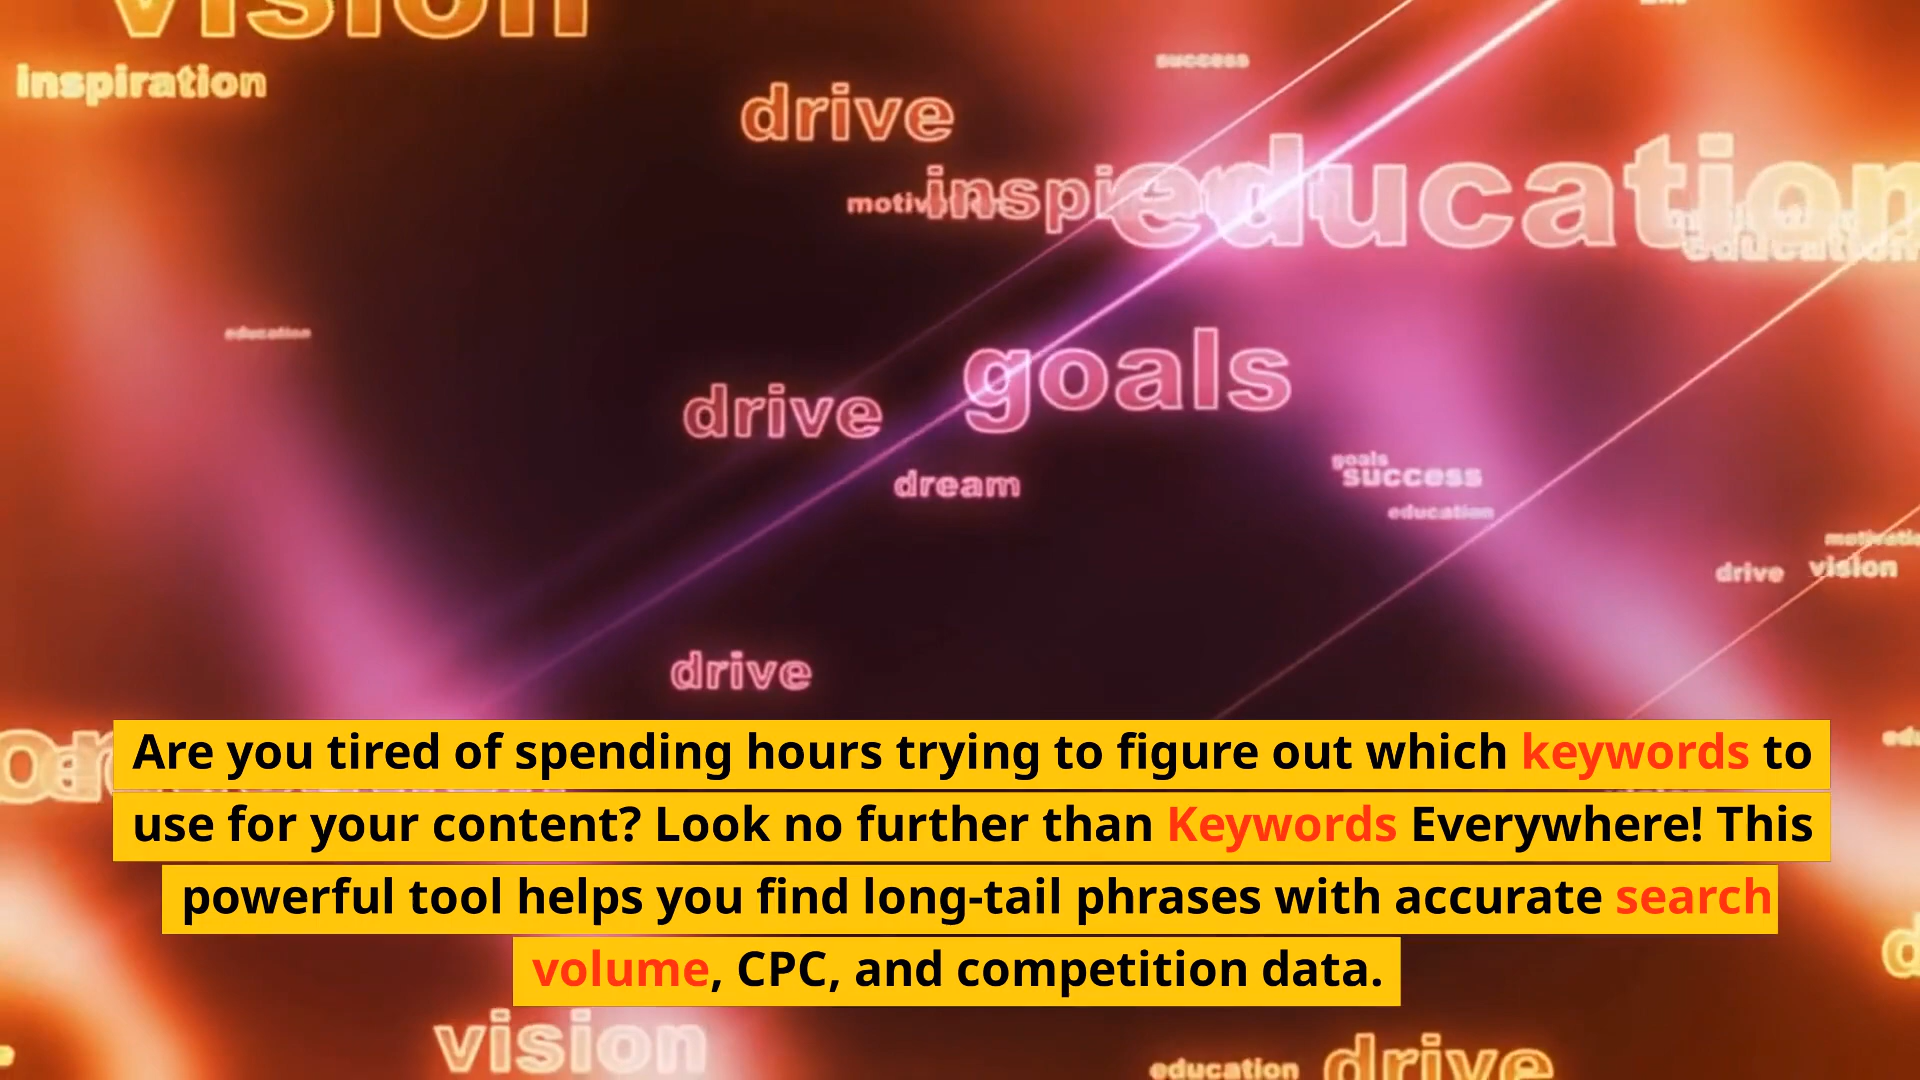 vision
inspiration
success
drive
education
education
goals
drive
goals
success
dream
education
drive
vision
drive
Are you tired of spending hours trying to figure out which keywords to
use for your content? Look no further than Keywords Everywhere! This
powerful tool helps you find long-tail phrases with accurate search
volume, CPC, and competition data.
vision
education
drive